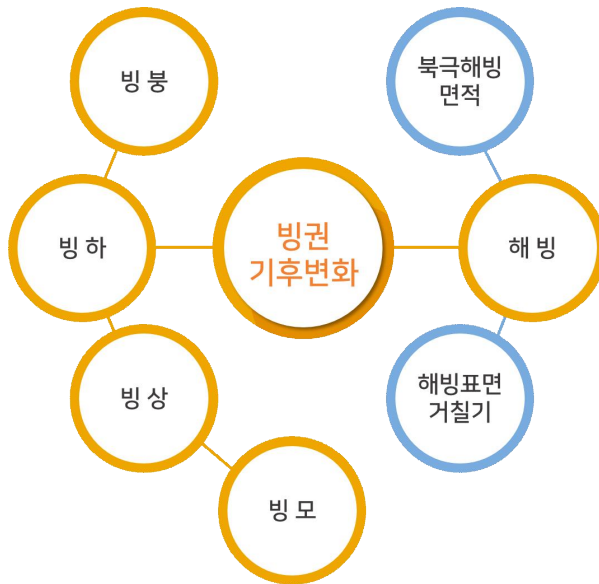 빙 붕
북극해빙
면적
빙 하
빙권
기후변화
해 빙
빙 상
해빙표면
거칠기
빙 모